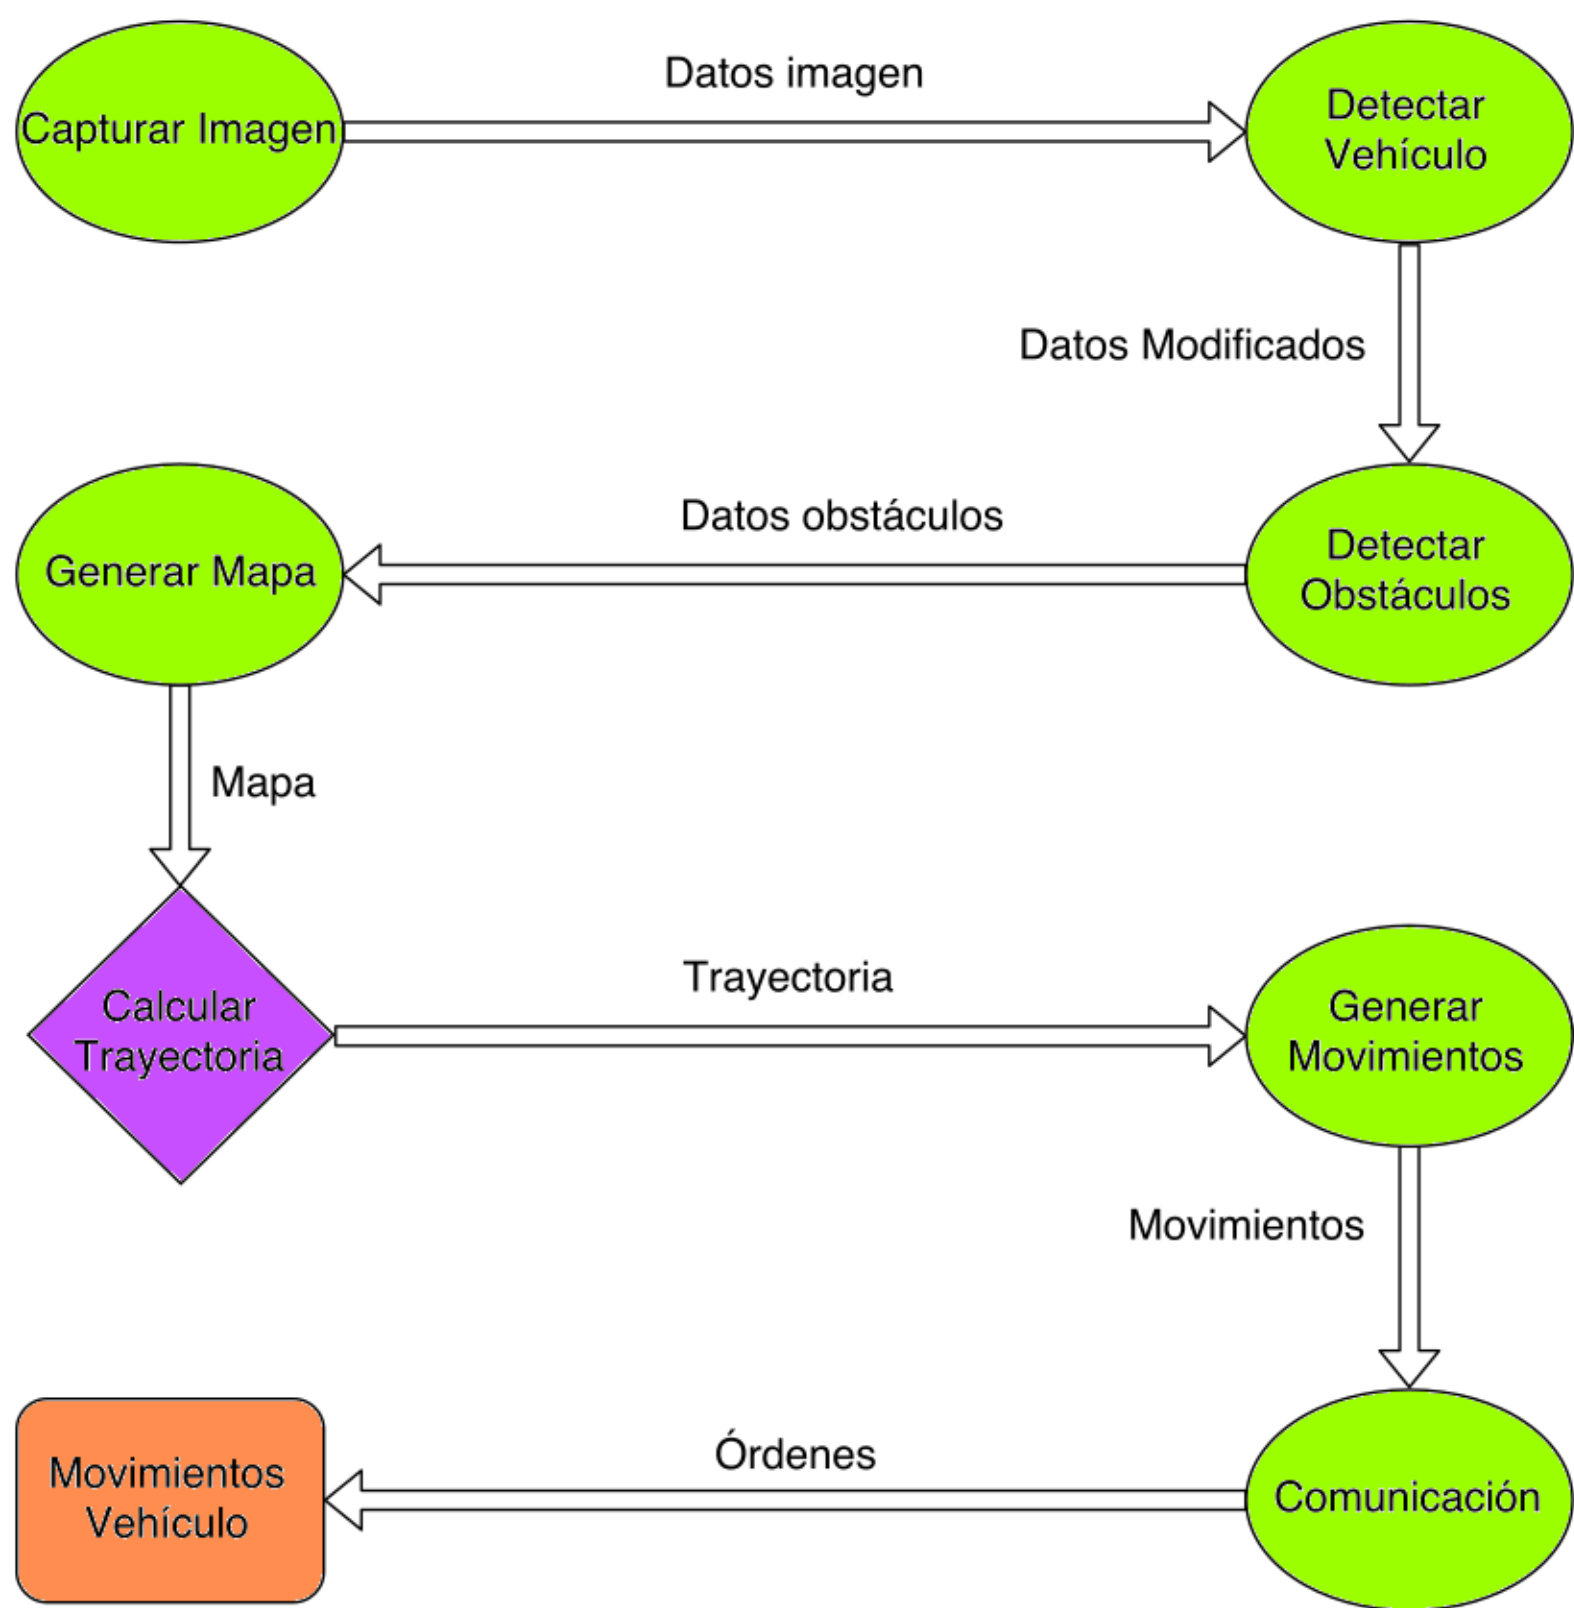 Datos imagen
Capturar Imagen
Detectar
Vehículo
Datos Modificados
Datos obstáculos
Detectar
Obstáculos
Generar Mapa
Mapa
Calcular
Trayectoria
Trayectoria
Generar
Movimientos
Movimientos
Comunicación
Órdenes
Movimientos
Vehículo